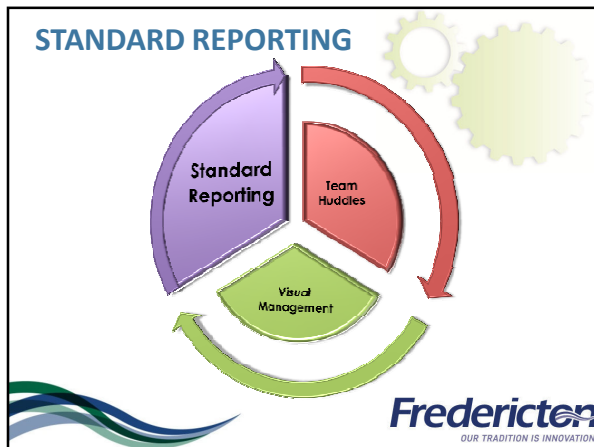 STANDARD REPORTING
Standard
Reporting
Team
Huddles
Visual
Management
Fredericton
OUR TRADITION IS INNOVATION